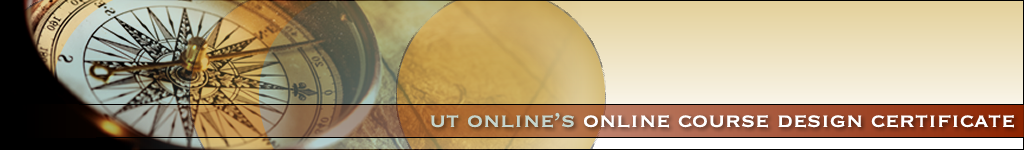 UT ONLINE'S ONLINE COURSE DESIGN CERTIFICATE